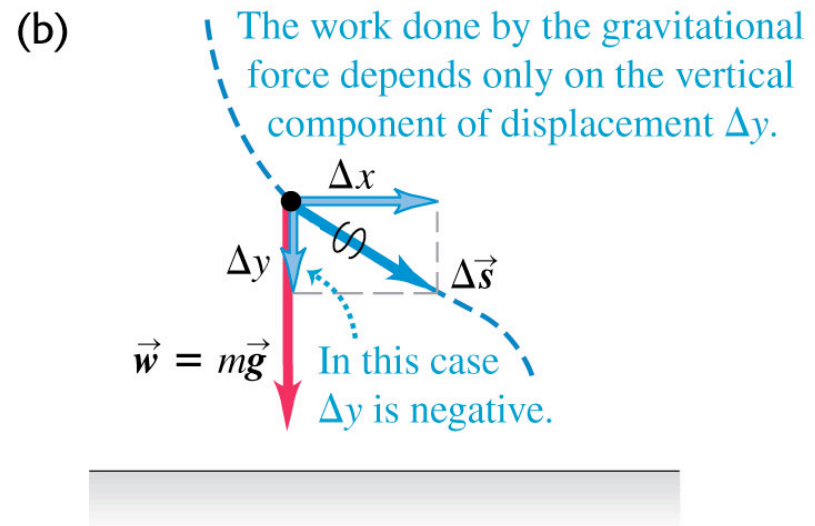 (b)
The work done by the gravitational
force depends only on the vertical
component of displacement Δy.
Δx
Δy
Δs⃗
w⃗ = mg⃗
In this case
Δy is negative.